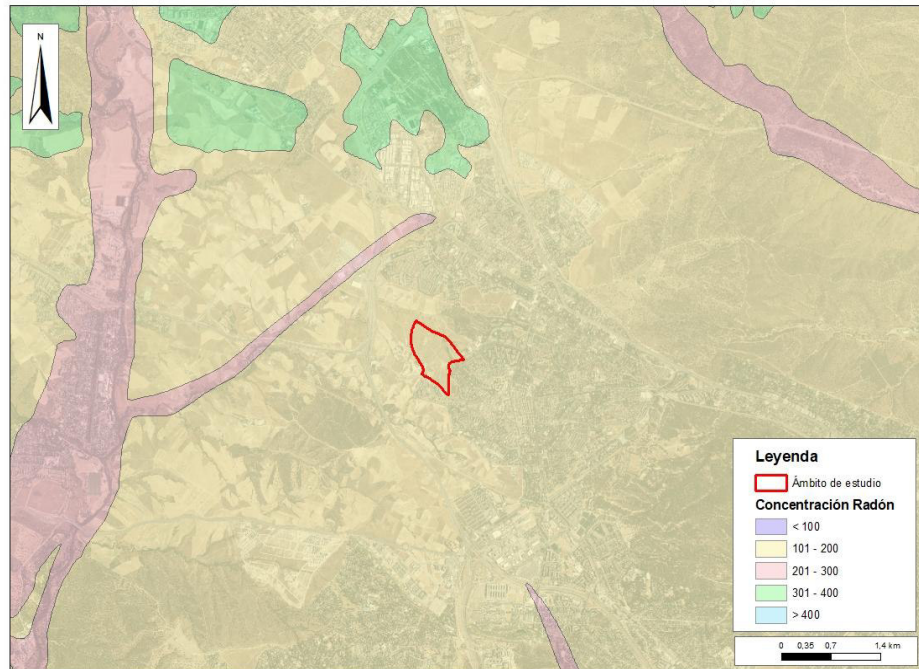 N
Leyenda
Ámbito de estudio
Concentración Radón
< 100
101 - 200
201 - 300
301 - 400
> 400
0 0,35 0,7 1,4 km